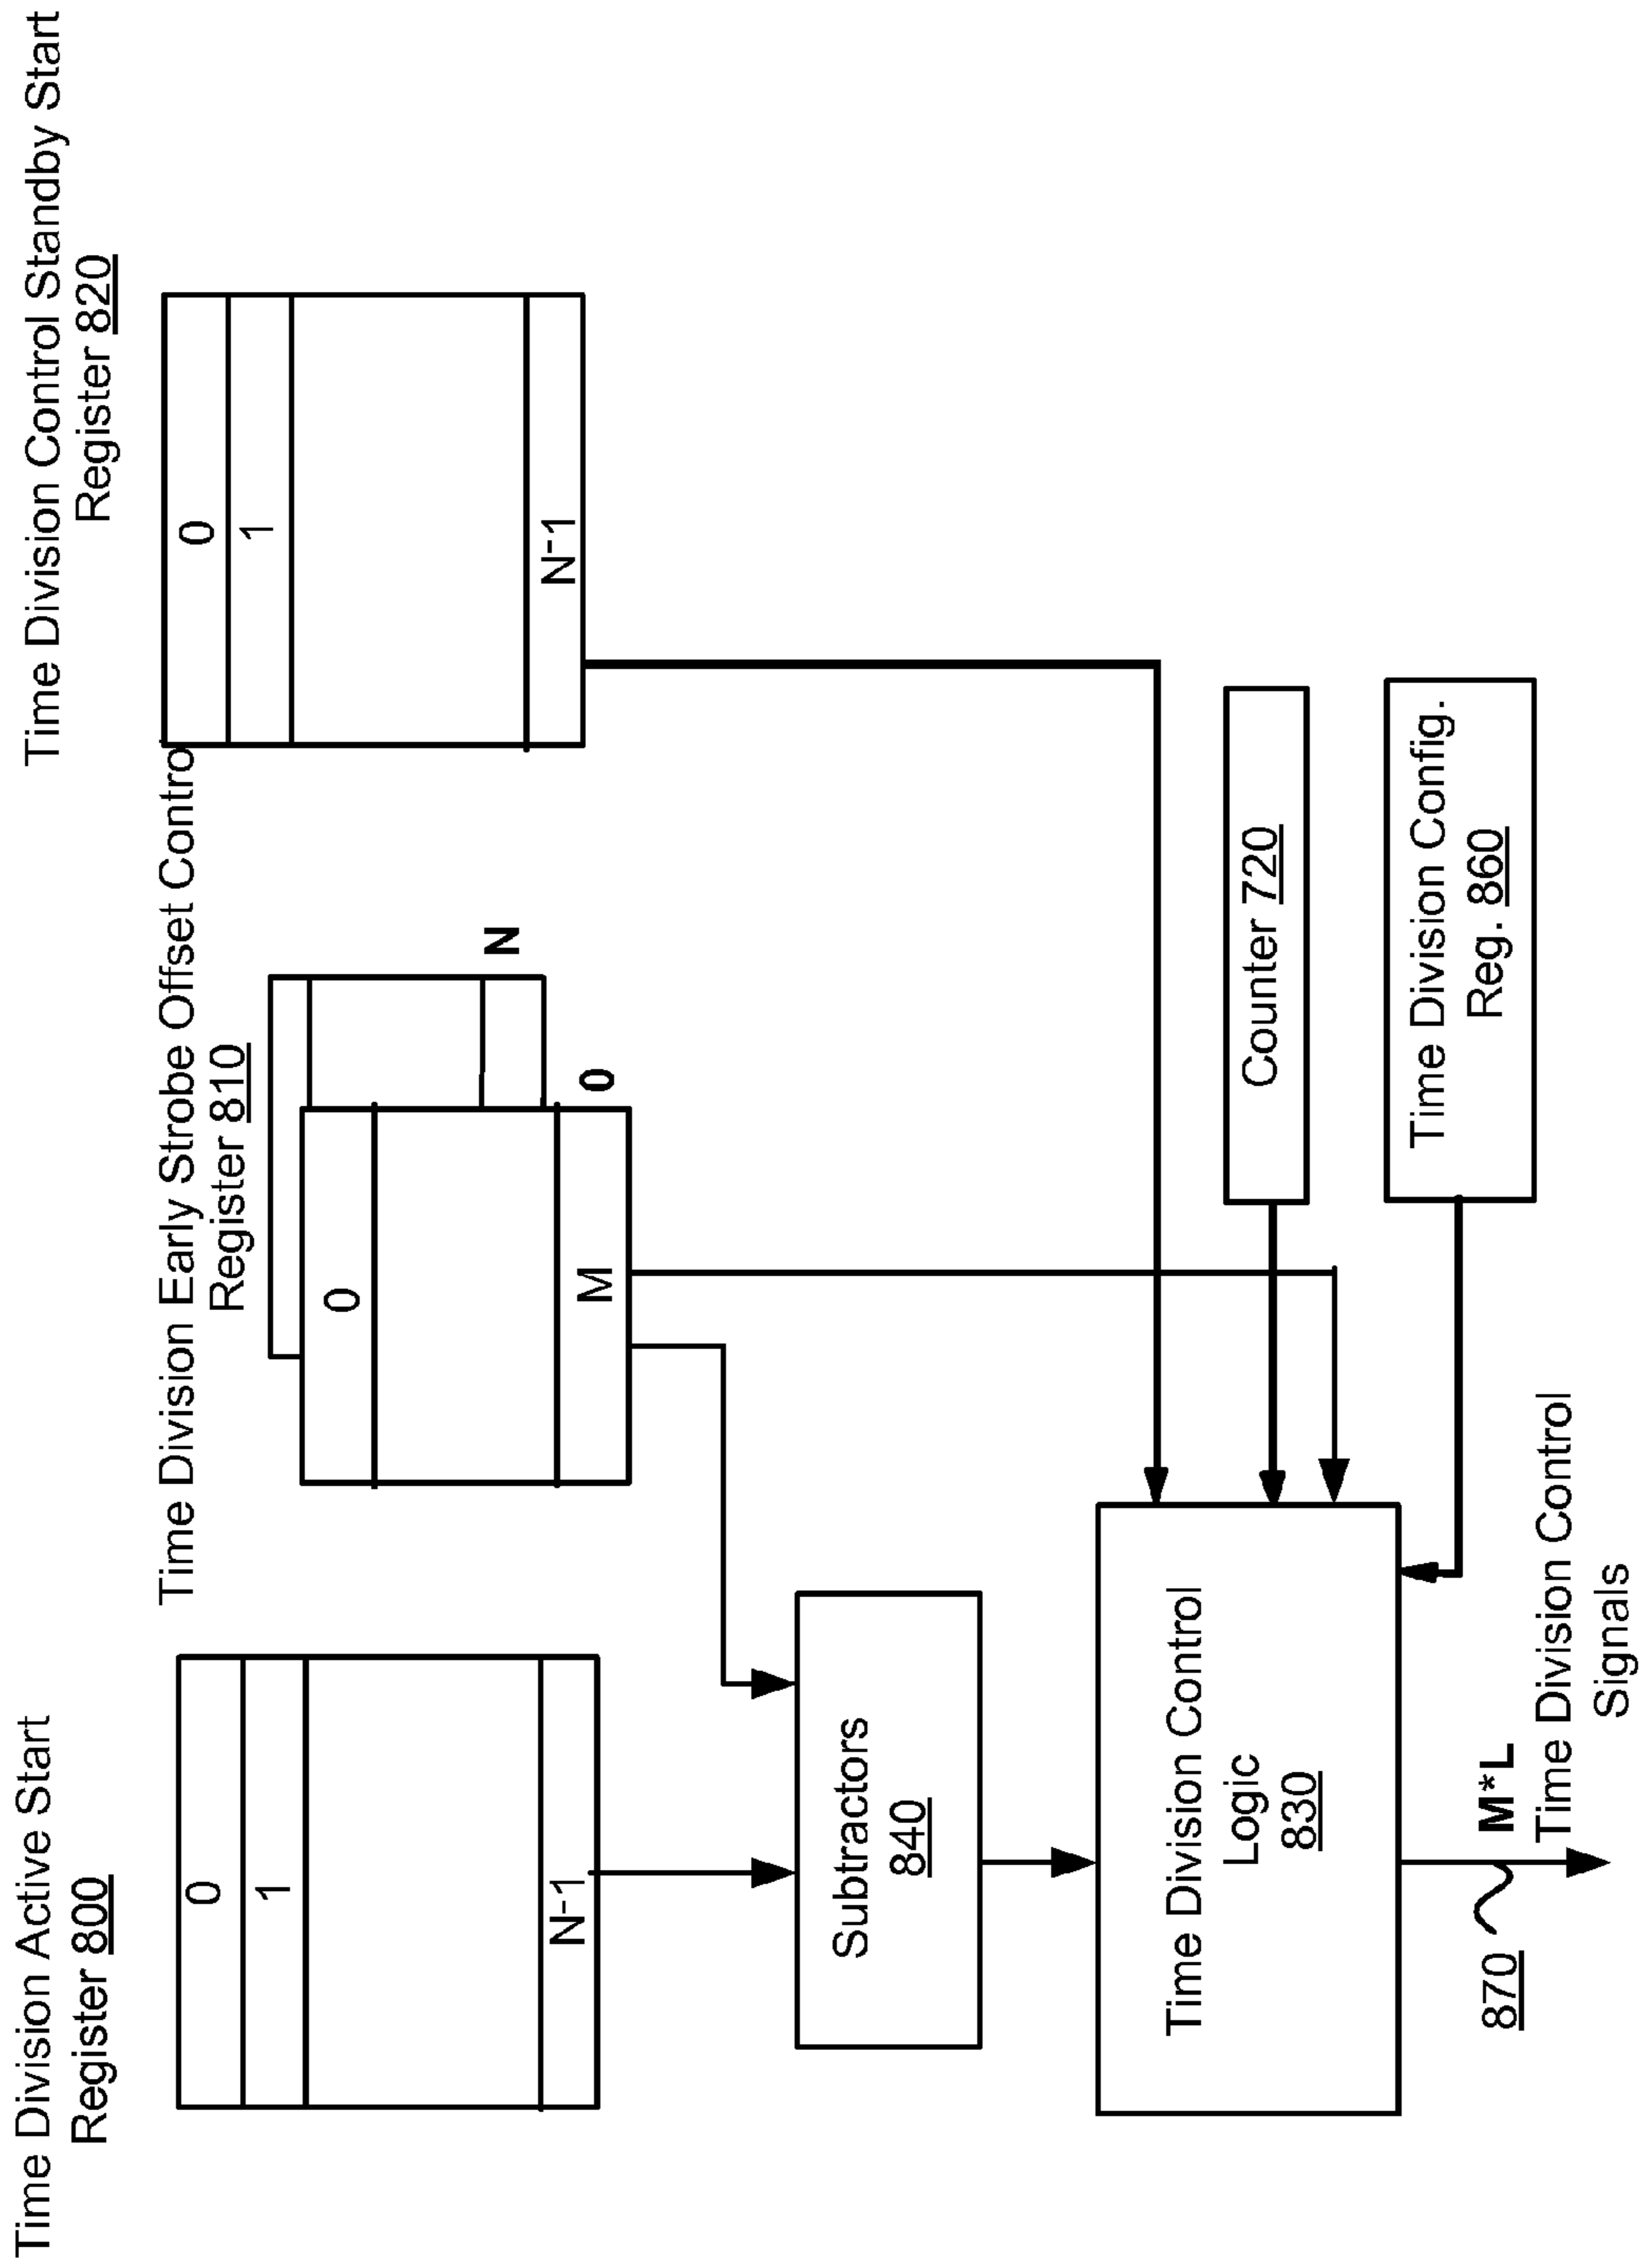 Time Division Active Start
Register 800
0
1
N-1
Time Division Early Strobe Offset Control
Register 810
0
M
0
N
Time Division Control Standby Start
Register 820
0
1
N-1
Subtractors
840
Time Division Control
Logic
830
Counter 720
Time Division Config.
Reg. 860
870
M*L
Time Division Control
Signals